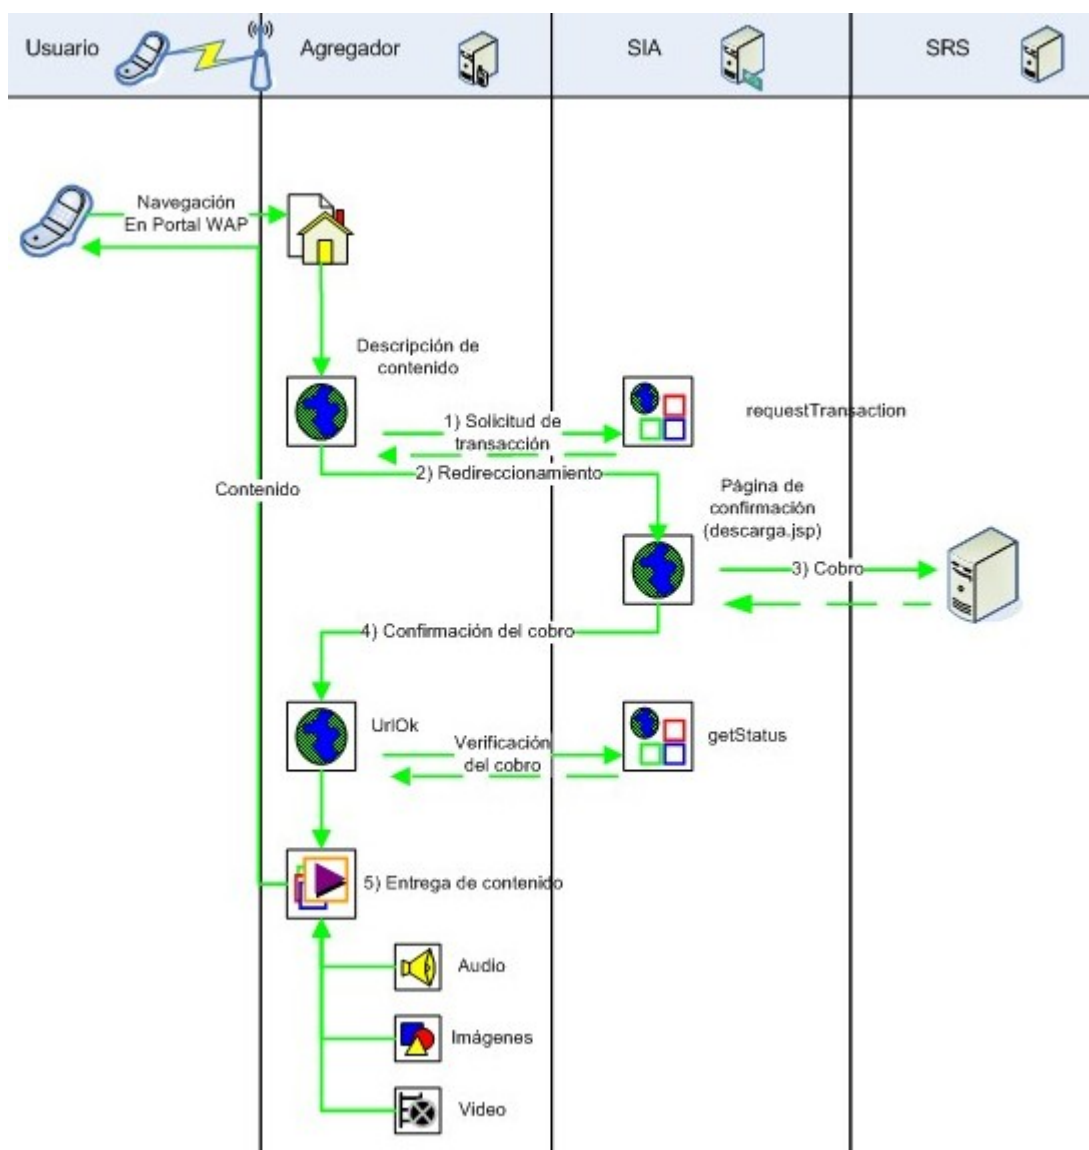 Usuario
Agregador
SIA
SRS
Navegación
En Portal WAP
Descripción de
contenido
1) Solicitud de
transacción
requestTransaction
2) Redireccionamiento
Contenido
Página de
confirmación
(descarga.jsp)
3) Cobro
4) Confirmación del cobro
UrlOk
Verificación
del cobro
getStatus
5) Entrega de contenido
Audio
Imágenes
Video